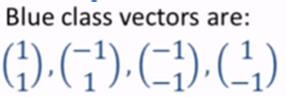 Blue class vectors are:
(1 1), (-1 1), (-1 -1), (1 -1)